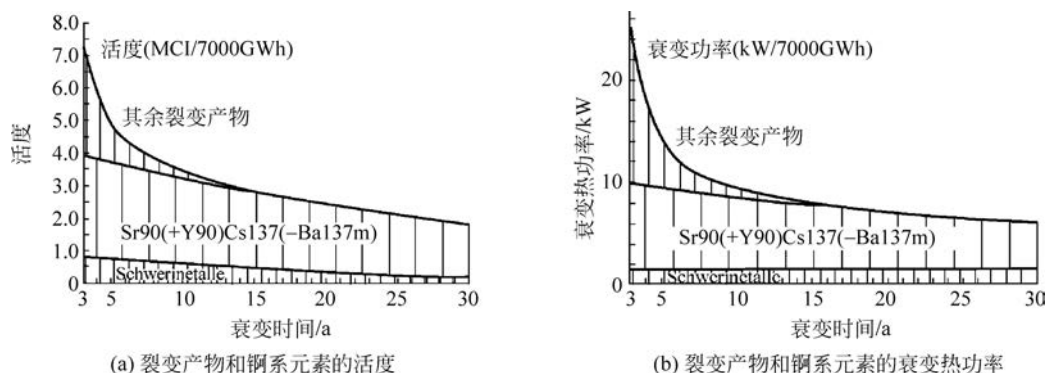 8.0
7.0
6.0
5.0
4.0
3.0
2.0
1.0
0
活度
活度(MCI/7000GWh)
其余裂变产物
Sr90(+Y90)Cs137(–Ba137m)
Schwerinetalle
3 5 10 15 20 25 30
衰变时间/a
(a) 裂变产物和锕系元素的活度
20
10
0
衰变热功率/kW
衰变功率(kW/7000GWh)
其余裂变产物
Sr90(+Y90)Cs137(–Ba137m)
Schwerinetalle
3 5 10 15 20 25 30
衰变时间/a
(b) 裂变产物和锕系元素的衰变热功率